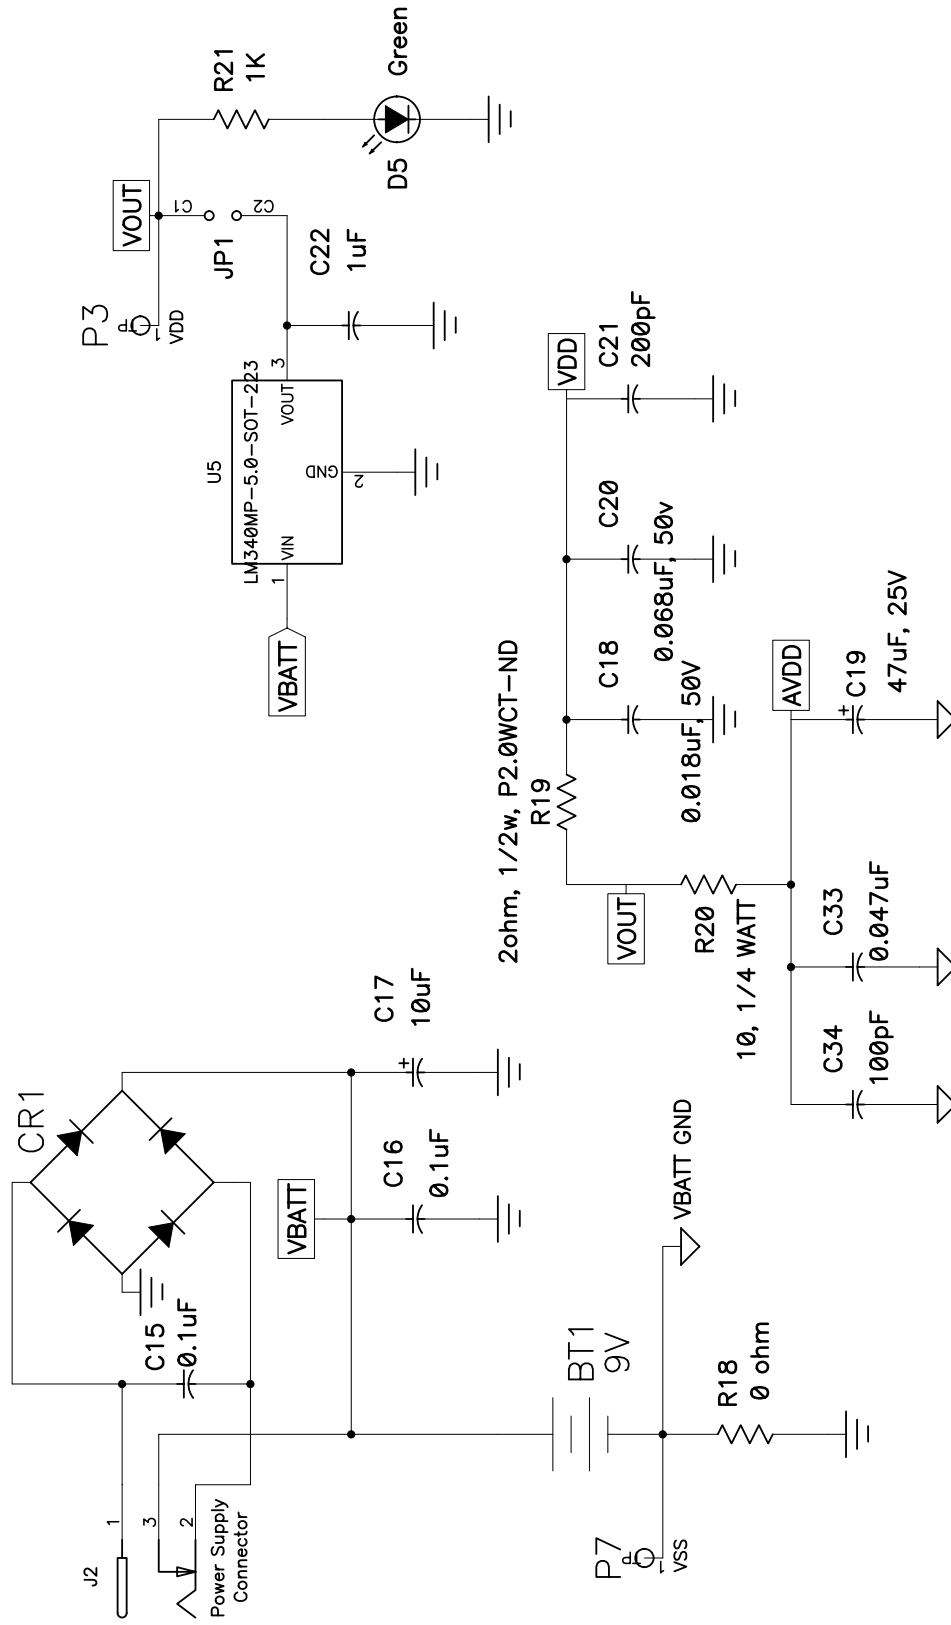 J2
1
3
2
Power Supply
Connector
C15
0.1uF
CR1
VBATT
C16
0.1uF
C17
10uF
BT1
9V
P7
TP
1
VSS
R18
0 ohm
VBATT GND
VBATT
1
VIN
U5
LM340MP-5.0-SOT-223
GND
2
VOUT
3
C22
1uF
P3
TP
1
VDD
VOUT
C1
JP1
C2
R21
1K
D5
Green
2ohm, 1/2w, P2.0WCT-ND
R19
VOUT
R20
10, 1/4 WATT
C18
0.018uF, 50V
C20
0.068uF, 50v
VDD
C21
200pF
C34
100pF
C33
0.047uF
AVDD
+
C19
47uF, 25V
+